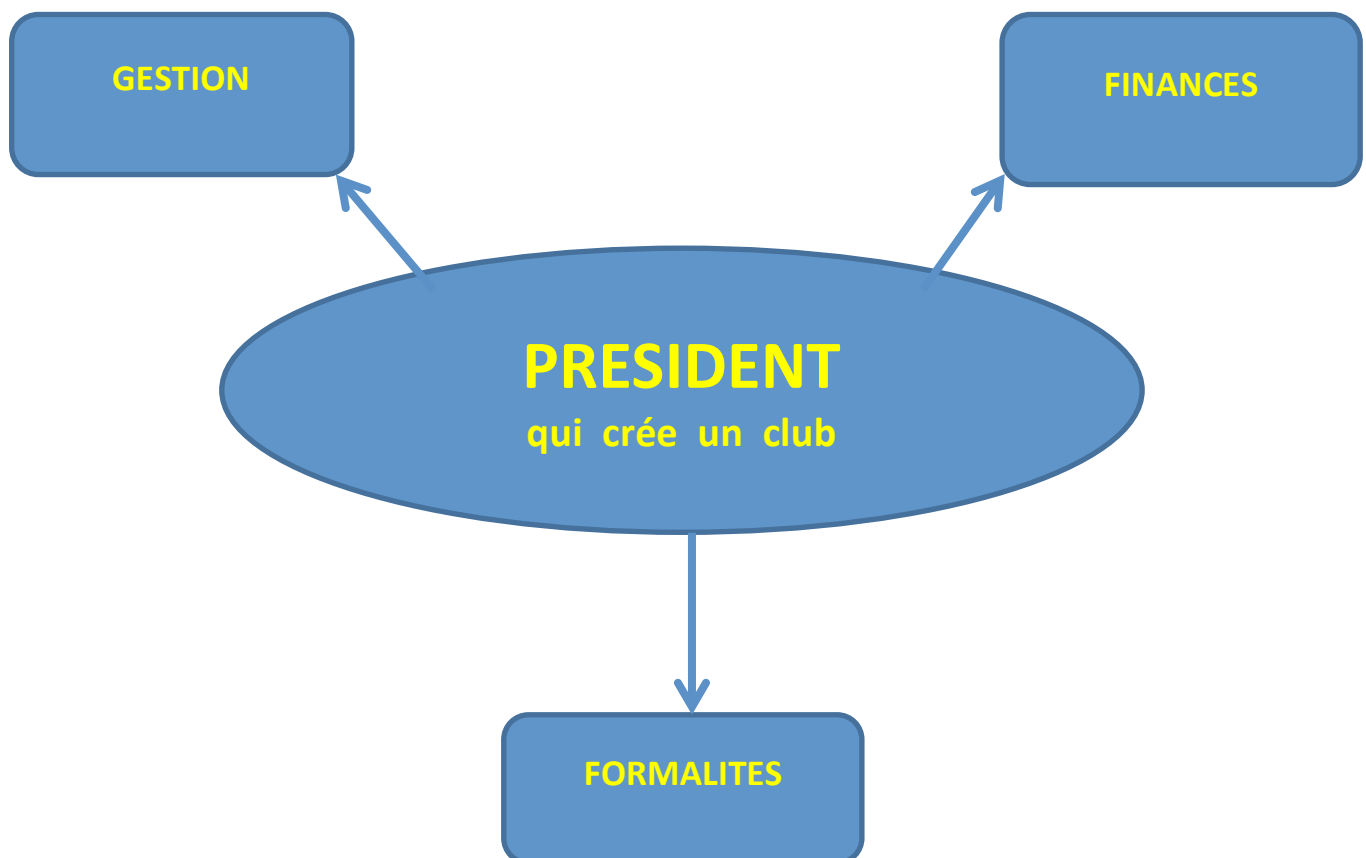 GESTION
FINANCES
PRESIDENT
qui crée un club
FORMALITES